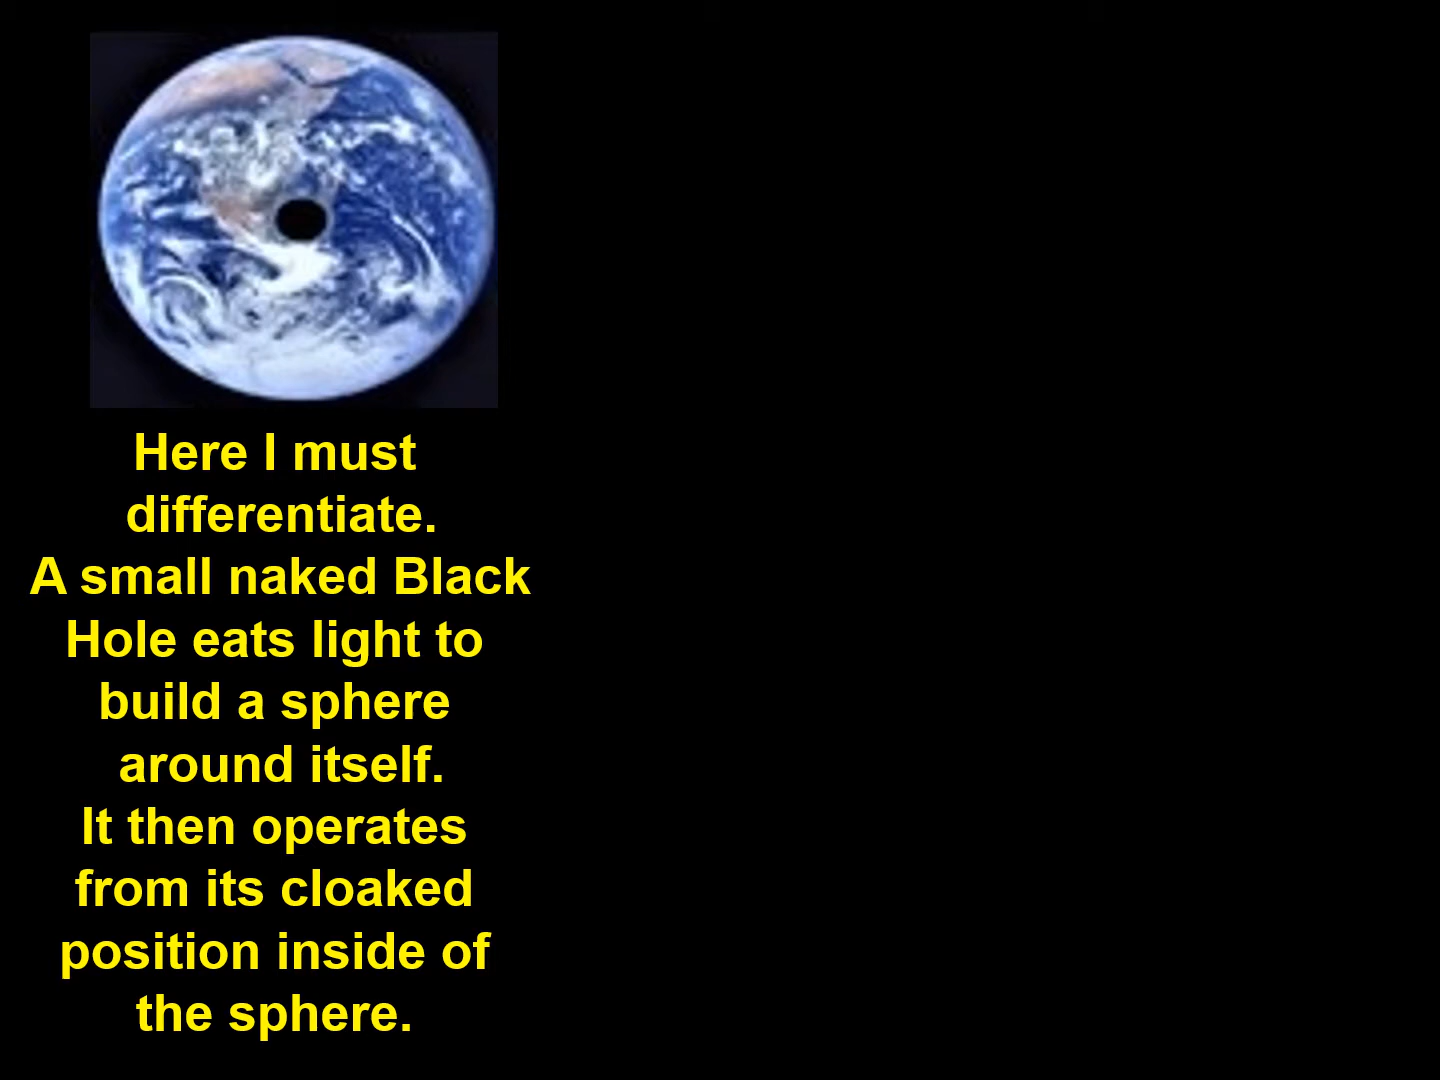 Here I must
differentiate.
A small naked Black
Hole eats light to
build a sphere
around itself.
It then operates
from its cloaked
position inside of
the sphere.